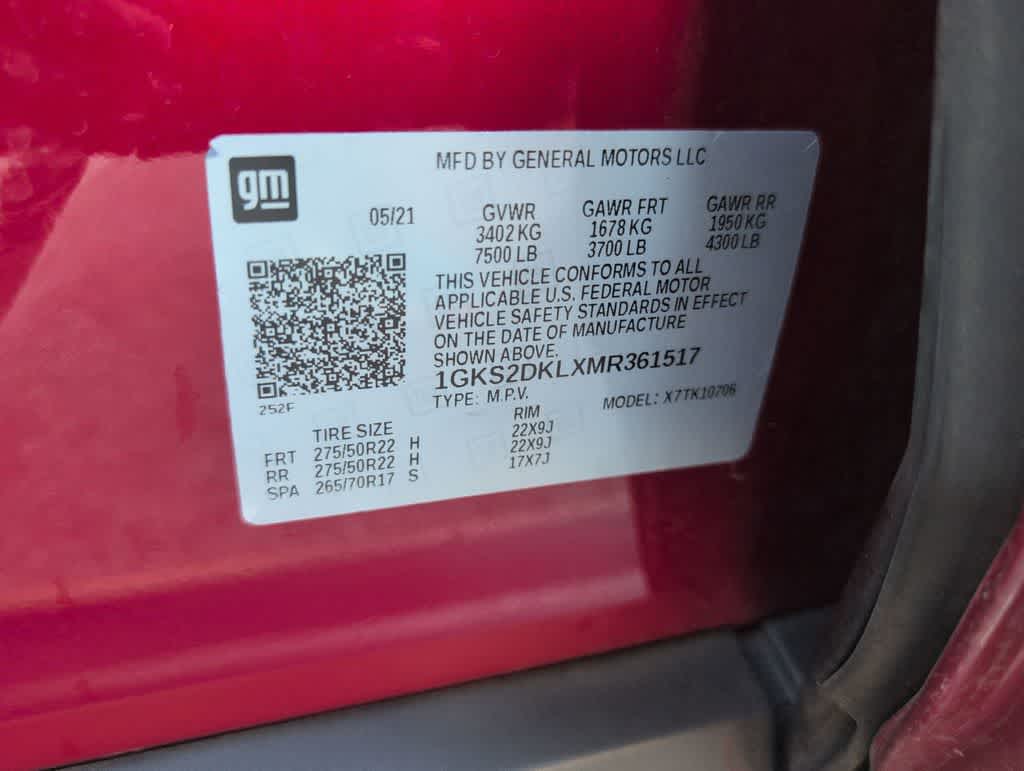 gm
MFD BY GENERAL MOTORS LLC
05/21 GVWR GAWR FRT GAWR RR
3402 KG 1678 KG 1950 KG
7500 LB 3700 LB 4300 LB
THIS VEHICLE CONFORMS TO ALL
APPLICABLE U.S. FEDERAL MOTOR
VEHICLE SAFETY STANDARDS IN EFFECT
ON THE DATE OF MANUFACTURE
SHOWN ABOVE.
1GKS2DKLXMR361517
TYPE: M.P.V. MODEL: X7TK10706
252F
TIRE SIZE RIM
FRT 275/50R22 H 22X9J
RR 275/50R22 H 22X9J
SPA 265/70R17 S 17X7J